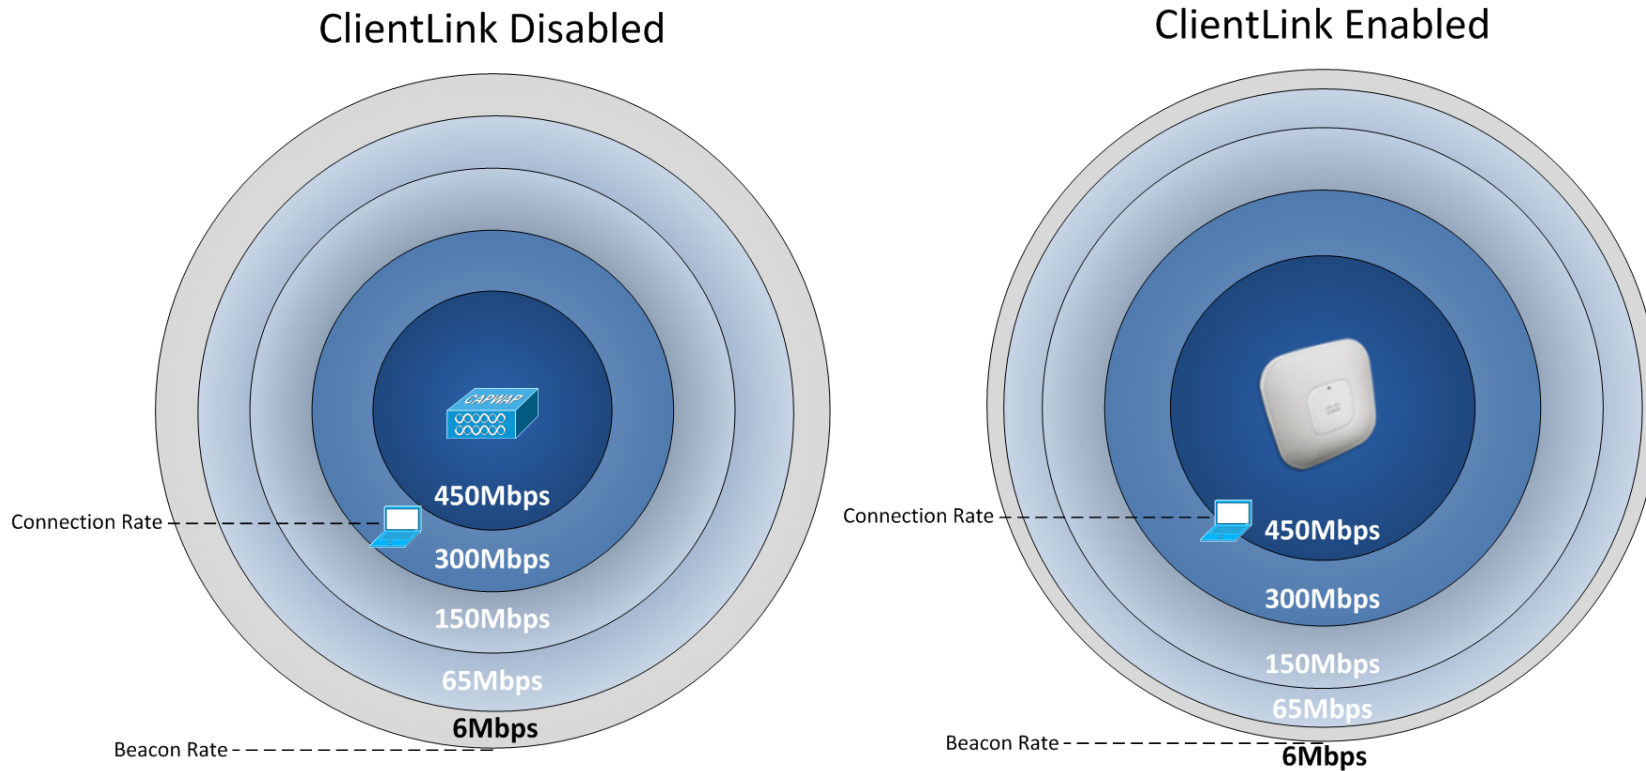 ClientLink Disabled
CAPWAP
450Mbps
Connection Rate
300Mbps
150Mbps
65Mbps
6Mbps
Beacon Rate
ClientLink Enabled
Connection Rate
450Mbps
300Mbps
150Mbps
65Mbps
Beacon Rate
6Mbps